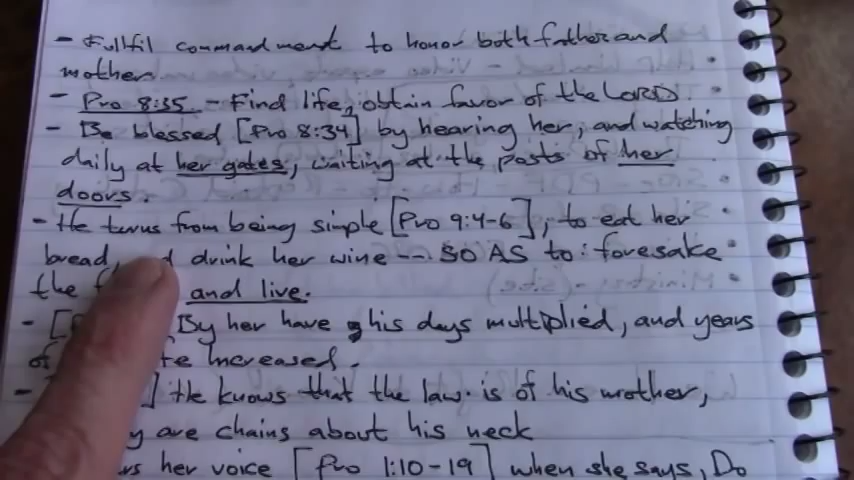 - Fulfil commandment to honor both father and
mother
- Pro 8:35 - Find life, obtain favor of the LORD.
- Be blessed [Pro 8:34] by hearing her, and watching
daily at her gates, waiting at the posts of her
doors.
- He turns from being simple [Pro 9:4-6], to eat her
bread, drink her wine -- SO AS to: foresake
the and live.
- [ By her have his days multiplied, and years
of increased.
- ] He knows that the law is of his mother,
are chains about his neck
her voice [Pro 1:10-19] when she says, Do